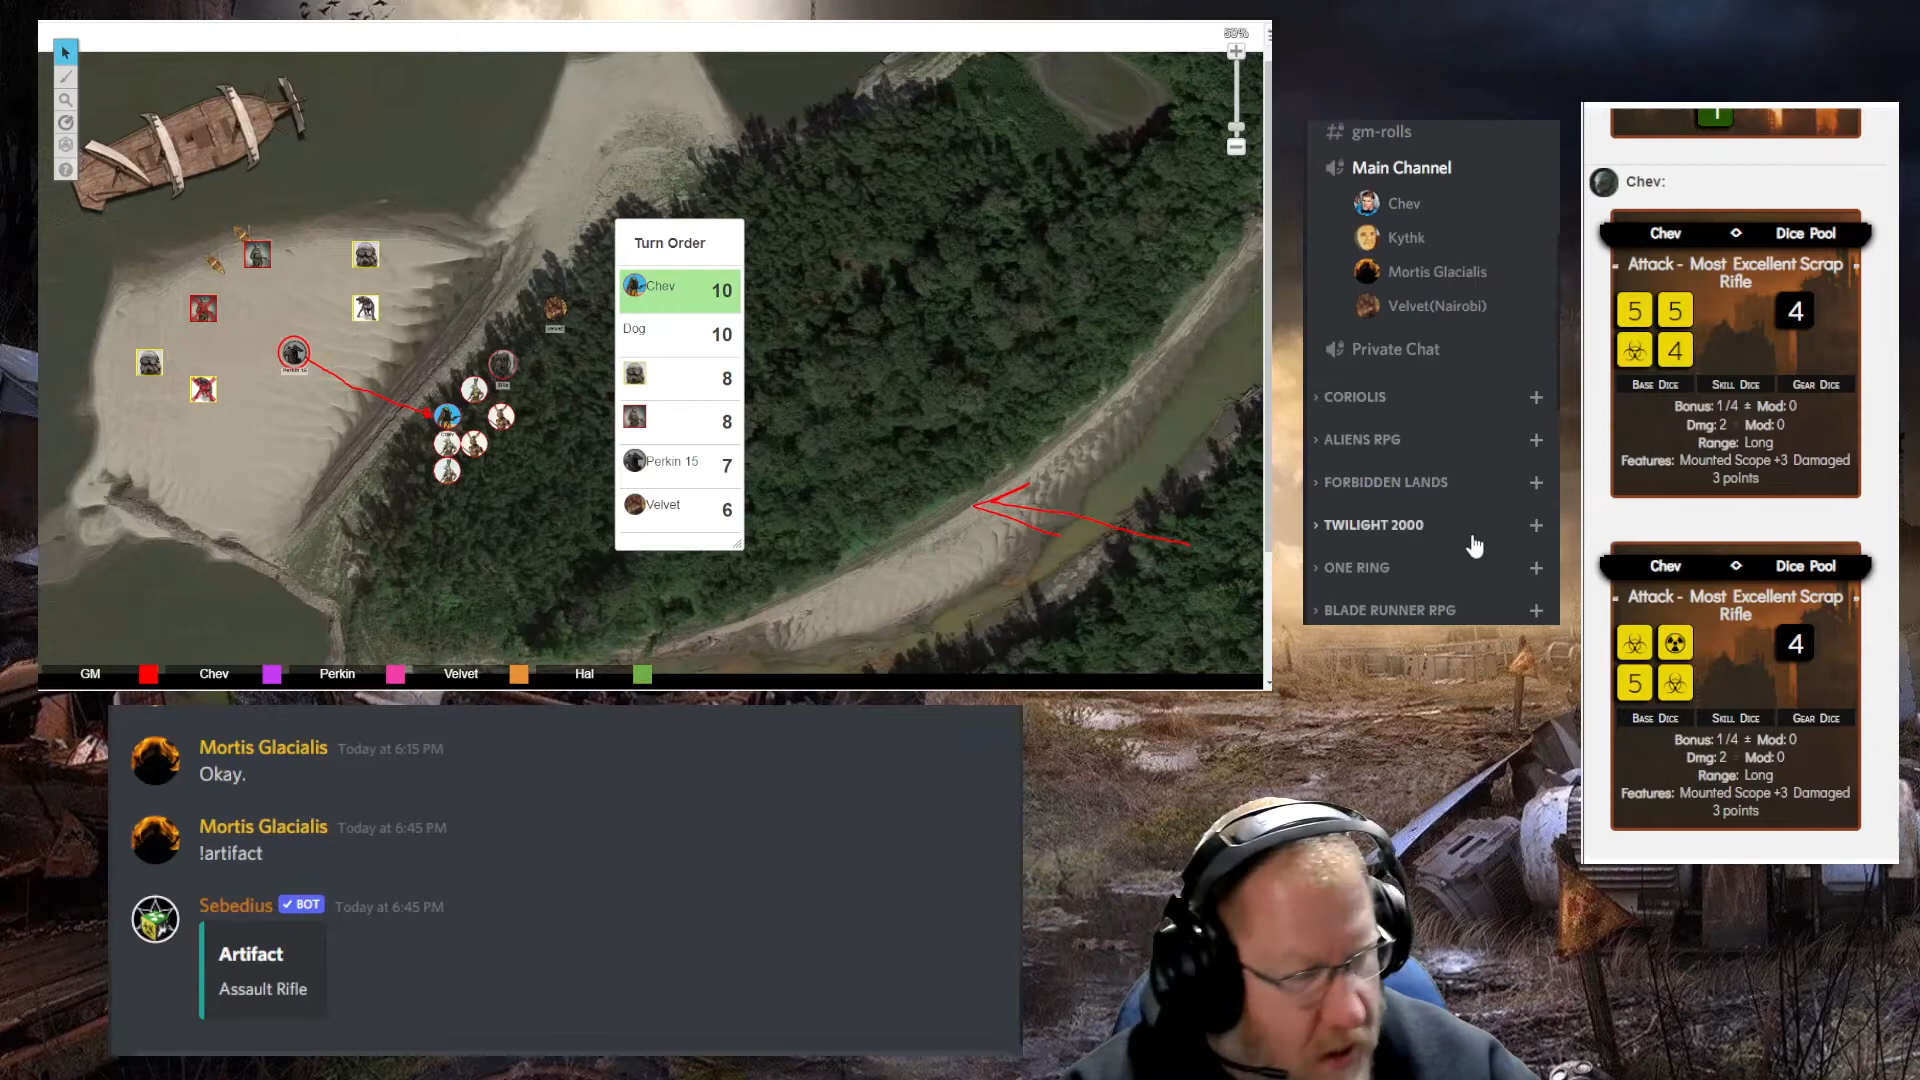 50%
Turn Order
Chev 10
Dog 10
8
8
Perkin 15 7
Velvet 6
Perkin 15
Velvet
GM
Chev
Perkin
Velvet
Hal
gm-rolls
Main Channel
Chev
Kythk
Mortis Glacialis
Velvet(Nairobi)
Private Chat
CORIOLIS
ALIENS RPG
FORBIDDEN LANDS
TWILIGHT 2000
ONE RING
BLADE RUNNER RPG
1
Chev:
Chev Dice Pool
Attack - Most Excellent Scrap
Rifle
5 5 4
4
Base Dice Skill Dice Gear Dice
Bonus: 1/4 ± Mod: 0
Dmg: 2 Mod: 0
Range: Long
Features: Mounted Scope +3 Damaged
3 points
Chev Dice Pool
Attack - Most Excellent Scrap
Rifle
4
5
Base Dice Skill Dice Gear Dice
Bonus: 1/4 ± Mod: 0
Dmg: 2 Mod: 0
Range: Long
Features: Mounted Scope +3 Damaged
3 points
Mortis Glacialis Today at 6:15 PM
Okay.
Mortis Glacialis Today at 6:45 PM
!artifact
Sebedius ✓ BOT Today at 6:45 PM
Artifact
Assault Rifle